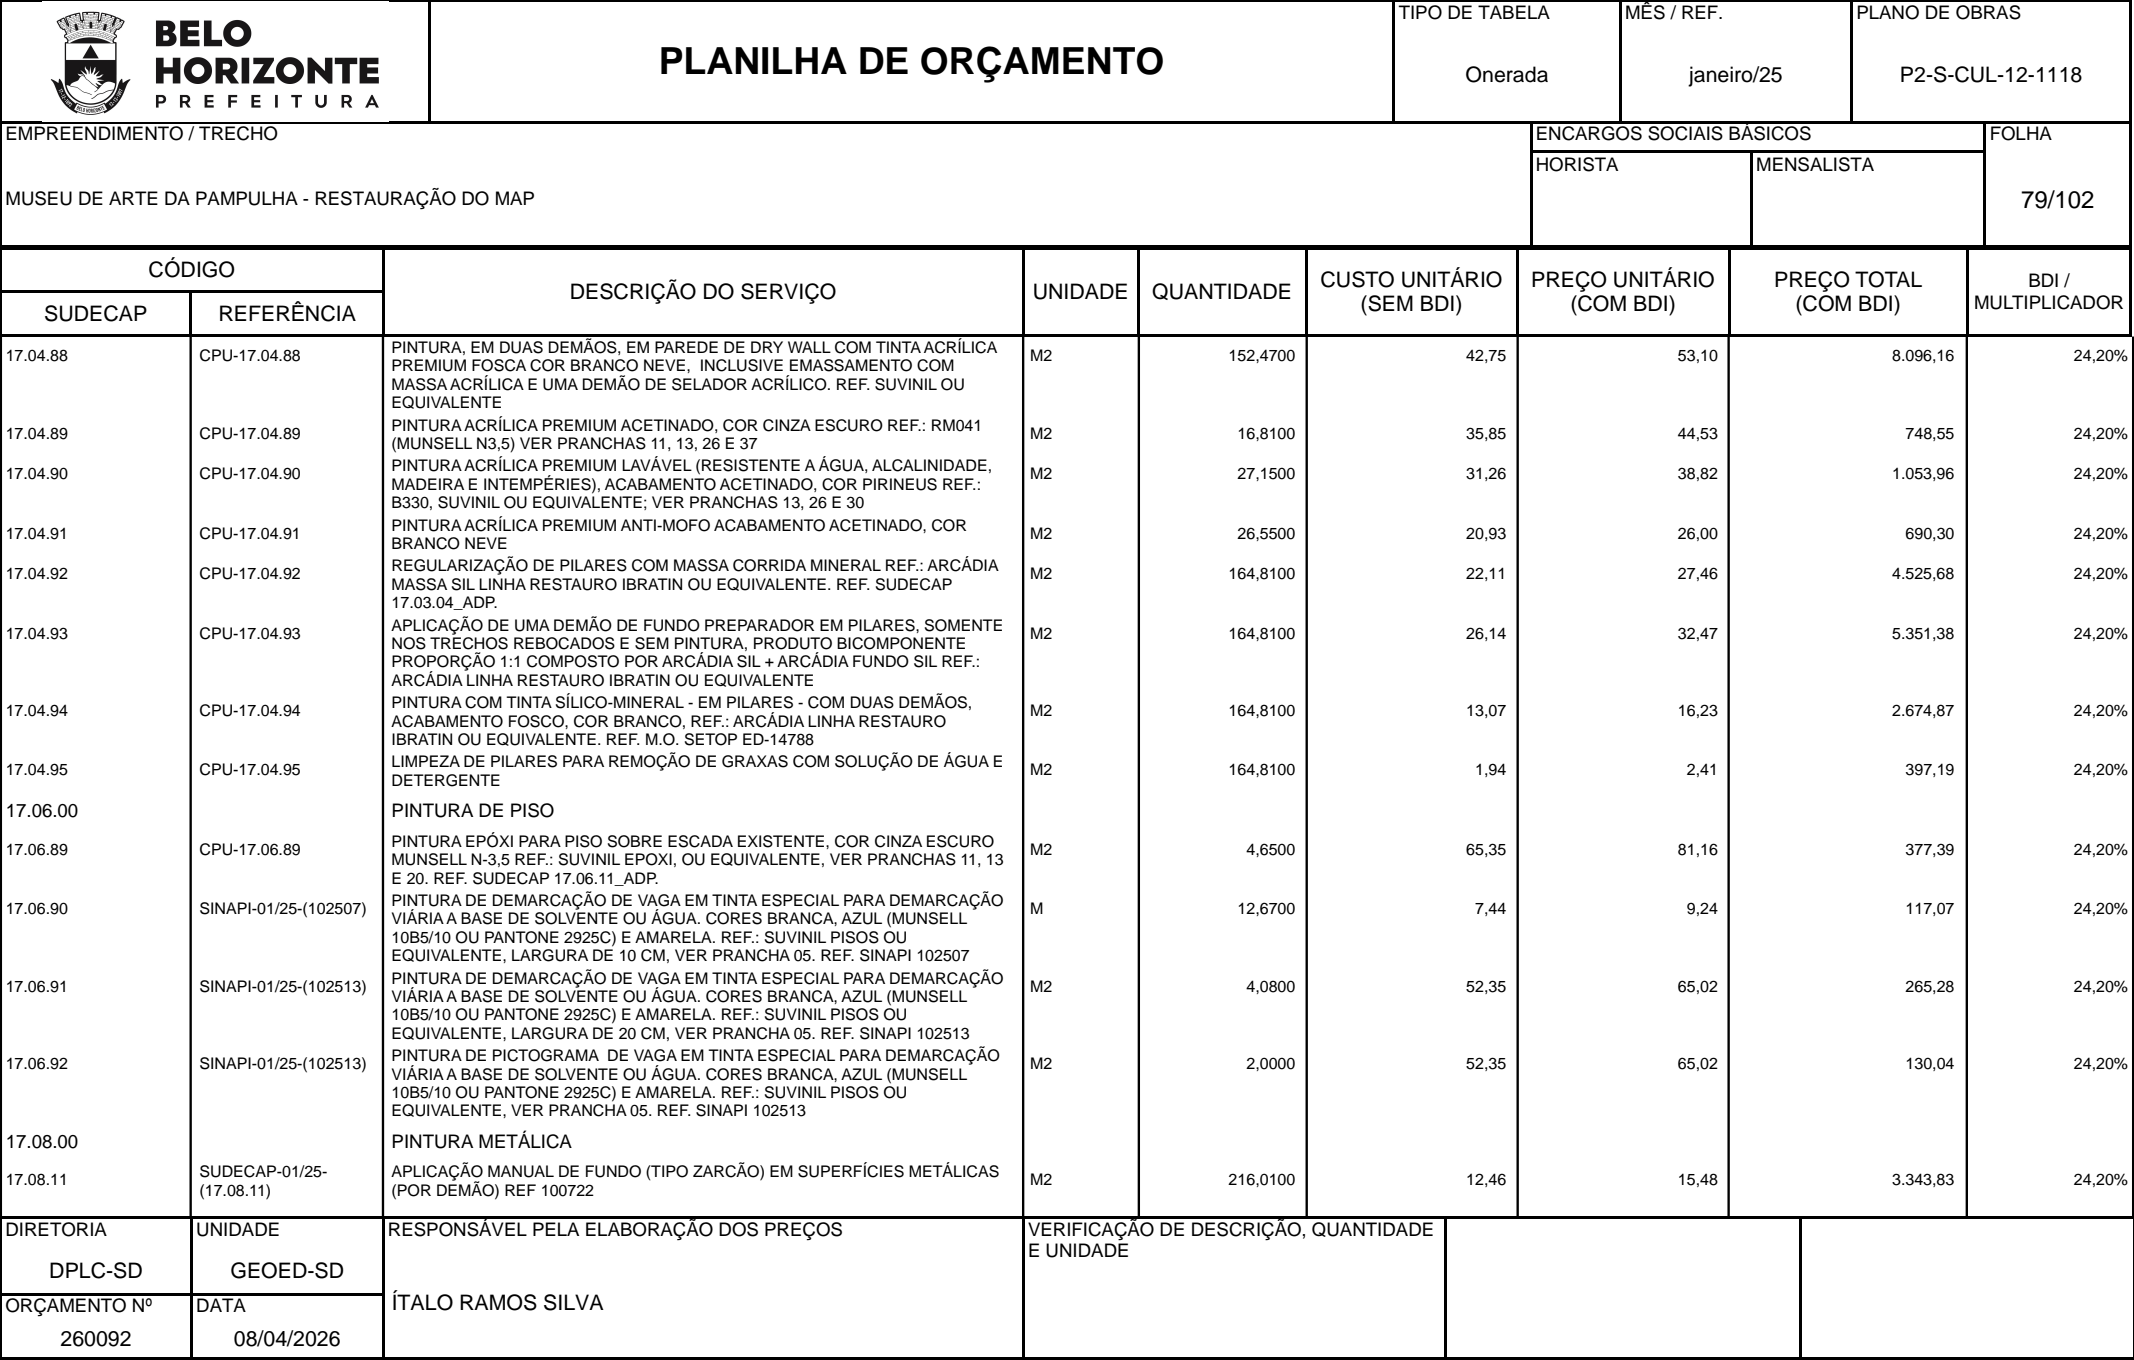 BELO
HORIZONTE
PREFEITURA
PLANILHA DE ORÇAMENTO
TIPO DE TABELA
Onerada
MÊS / REF.
janeiro/25
PLANO DE OBRAS
P2-S-CUL-12-1118
EMPREENDIMENTO / TRECHO
MUSEU DE ARTE DA PAMPULHA - RESTAURAÇÃO DO MAP
ENCARGOS SOCIAIS BÁSICOS
HORISTA
MENSALISTA
FOLHA
79/102
CÓDIGO
SUDECAP
REFERÊNCIA
DESCRIÇÃO DO SERVIÇO
UNIDADE
QUANTIDADE
CUSTO UNITÁRIO
(SEM BDI)
PREÇO UNITÁRIO
(COM BDI)
PREÇO TOTAL
(COM BDI)
BDI /
MULTIPLICADOR
17.04.88 CPU-17.04.88 PINTURA, EM DUAS DEMÃOS, EM PAREDE DE DRY WALL COM TINTA ACRÍLICA M2 152,4700 42,75 53,10 8.096,16 24,20%
PREMIUM FOSCA COR BRANCO NEVE, INCLUSIVE EMASSAMENTO COM
MASSA ACRÍLICA E UMA DEMÃO DE SELADOR ACRÍLICO. REF. SUVINIL OU
EQUIVALENTE
17.04.89 CPU-17.04.89 PINTURA ACRÍLICA PREMIUM ACETINADO, COR CINZA ESCURO REF.: RM041 M2 16,8100 35,85 44,53 748,55 24,20%
(MUNSELL N3,5) VER PRANCHAS 11, 13, 26 E 37
17.04.90 CPU-17.04.90 PINTURA ACRÍLICA PREMIUM LAVÁVEL (RESISTENTE A ÁGUA, ALCALINIDADE, M2 27,1500 31,26 38,82 1.053,96 24,20%
MADEIRA E INTEMPÉRIES), ACABAMENTO ACETINADO, COR PIRINEUS REF.:
B330, SUVINIL OU EQUIVALENTE; VER PRANCHAS 13, 26 E 30
17.04.91 CPU-17.04.91 PINTURA ACRÍLICA PREMIUM ANTI-MOFO ACABAMENTO ACETINADO, COR M2 26,5500 20,93 26,00 690,30 24,20%
BRANCO NEVE
17.04.92 CPU-17.04.92 REGULARIZAÇÃO DE PILARES COM MASSA CORRIDA MINERAL REF.: ARCÁDIA M2 164,8100 22,11 27,46 4.525,68 24,20%
MASSA SIL LINHA RESTAURO IBRATIN OU EQUIVALENTE. REF. SUDECAP
17.03.04_ADP.
17.04.93 CPU-17.04.93 APLICAÇÃO DE UMA DEMÃO DE FUNDO PREPARADOR EM PILARES, SOMENTE M2 164,8100 26,14 32,47 5.351,38 24,20%
NOS TRECHOS REBOCADOS E SEM PINTURA, PRODUTO BICOMPONENTE
PROPORÇÃO 1:1 COMPOSTO POR ARCÁDIA SIL + ARCÁDIA FUNDO SIL REF.:
ARCÁDIA LINHA RESTAURO IBRATIN OU EQUIVALENTE
17.04.94 CPU-17.04.94 PINTURA COM TINTA SÍLICO-MINERAL - EM PILARES - COM DUAS DEMÃOS, M2 164,8100 13,07 16,23 2.674,87 24,20%
ACABAMENTO FOSCO, COR BRANCO, REF.: ARCÁDIA LINHA RESTAURO
IBRATIN OU EQUIVALENTE. REF. M.O. SETOP ED-14788
17.04.95 CPU-17.04.95 LIMPEZA DE PILARES PARA REMOÇÃO DE GRAXAS COM SOLUÇÃO DE ÁGUA E M2 164,8100 1,94 2,41 397,19 24,20%
DETERGENTE
17.06.00 PINTURA DE PISO
17.06.89 CPU-17.06.89 PINTURA EPÓXI PARA PISO SOBRE ESCADA EXISTENTE, COR CINZA ESCURO M2 4,6500 65,35 81,16 377,39 24,20%
MUNSELL N-3,5 REF.: SUVINIL EPOXI, OU EQUIVALENTE, VER PRANCHAS 11, 13
E 20. REF. SUDECAP 17.06.11_ADP.
17.06.90 SINAPI-01/25-(102507) PINTURA DE DEMARCAÇÃO DE VAGA EM TINTA ESPECIAL PARA DEMARCAÇÃO M 12,6700 7,44 9,24 117,07 24,20%
VIÁRIA A BASE DE SOLVENTE OU ÁGUA. CORES BRANCA, AZUL (MUNSELL
10B5/10 OU PANTONE 2925C) E AMARELA. REF.: SUVINIL PISOS OU
EQUIVALENTE, LARGURA DE 10 CM, VER PRANCHA 05. REF. SINAPI 102507
17.06.91 SINAPI-01/25-(102513) PINTURA DE DEMARCAÇÃO DE VAGA EM TINTA ESPECIAL PARA DEMARCAÇÃO M2 4,0800 52,35 65,02 265,28 24,20%
VIÁRIA A BASE DE SOLVENTE OU ÁGUA. CORES BRANCA, AZUL (MUNSELL
10B5/10 OU PANTONE 2925C) E AMARELA. REF.: SUVINIL PISOS OU
EQUIVALENTE, LARGURA DE 20 CM, VER PRANCHA 05. REF. SINAPI 102513
17.06.92 SINAPI-01/25-(102513) PINTURA DE PICTOGRAMA DE VAGA EM TINTA ESPECIAL PARA DEMARCAÇÃO M2 2,0000 52,35 65,02 130,04 24,20%
VIÁRIA A BASE DE SOLVENTE OU ÁGUA. CORES BRANCA, AZUL (MUNSELL
10B5/10 OU PANTONE 2925C) E AMARELA. REF.: SUVINIL PISOS OU
EQUIVALENTE, VER PRANCHA 05. REF. SINAPI 102513
17.08.00 PINTURA METÁLICA
17.08.11 SUDECAP-01/25- APLICAÇÃO MANUAL DE FUNDO (TIPO ZARCÃO) EM SUPERFÍCIES METÁLICAS M2 216,0100 12,46 15,48 3.343,83 24,20%
(17.08.11) (POR DEMÃO) REF 100722
DIRETORIA
DPLC-SD
UNIDADE
GEOED-SD
RESPONSÁVEL PELA ELABORAÇÃO DOS PREÇOS
ÍTALO RAMOS SILVA
VERIFICAÇÃO DE DESCRIÇÃO, QUANTIDADE
E UNIDADE
ORÇAMENTO Nº
260092
DATA
08/04/2026